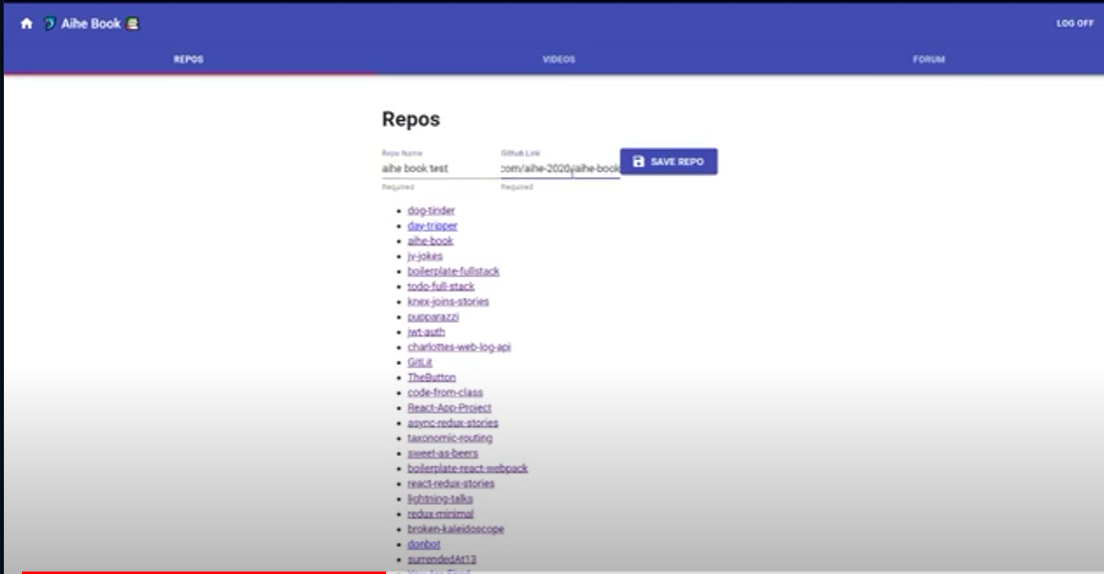 Aihe Book
LOG OFF
REPOS VIDEOS FORUM
Repos
Repo Name Github Link
aihe book test com/aihe-2020/aihe-book SAVE REPO
Required Required
dog-tinder
day-tripper
aihe-book
jv-jokes
boilerplate-fullstack
todo-full-stack
knex-joins-stories
pupparazzi
jwt-auth
charlottes-web-log-api
GitLit
TheButton
code-from-class
React-App-Project
async-redux-stories
taxonomic-routing
sweet-as-beers
boilerplate-react-webpack
react-redux-stories
lightning-talks
redux-minimal
broken-kaleidoscope
donbot
surrendedAt13